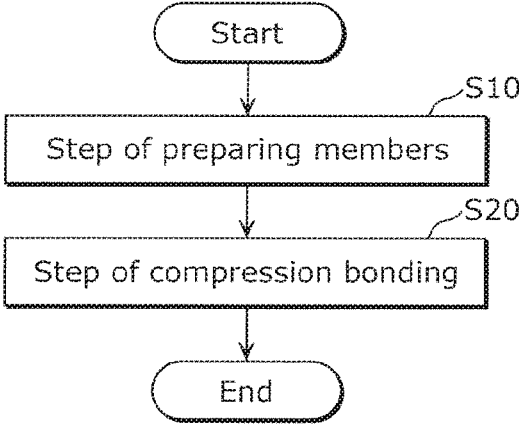 Start
S10
Step of preparing members
S20
Step of compression bonding
End